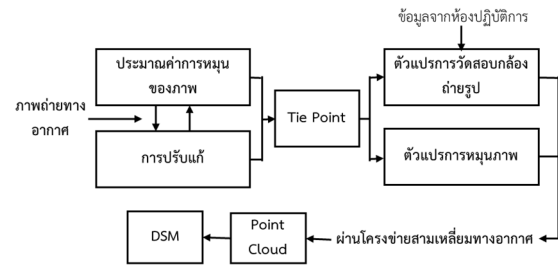 ข้อมูลจากห้องปฏิบัติการ
ประมาณค่าการหมุน
ของภาพ
ตัวแปรการวัดสอบกล้อง
ถ่ายรูป
ภาพถ่ายทาง
อากาศ
Tie Point
การปรับแก้
ตัวแปรการหมุนภาพ
DSM
Point
Cloud
ผ่านโครงข่ายสามเหลี่ยมทางอากาศ